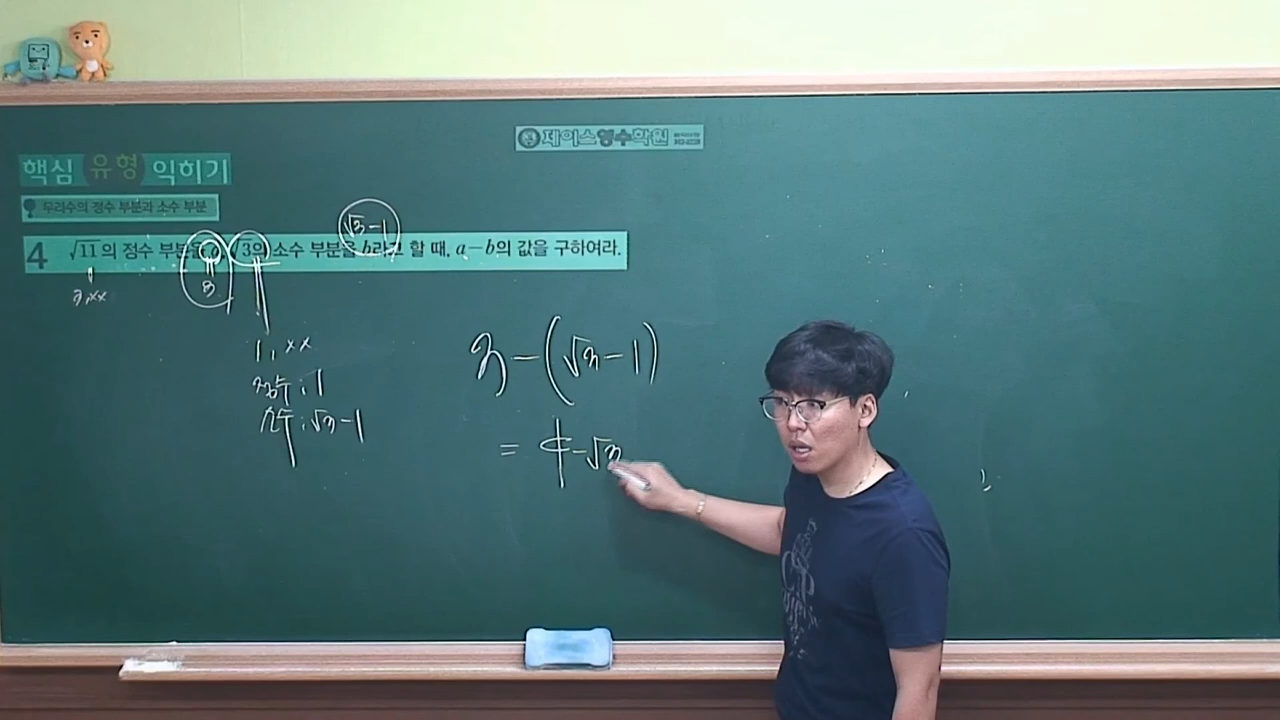 제이스영수학원
핵심 유형 익히기
무리수의 정수 부분과 소수 부분
√3-1
4 √11의 정수 부분을 a, √3의 소수 부분을 b라고 할 때, a-b의 값을 구하여라.
3.××
3
1.××
정수:1
소수:√3-1
3-(√3-1)
=4-√3